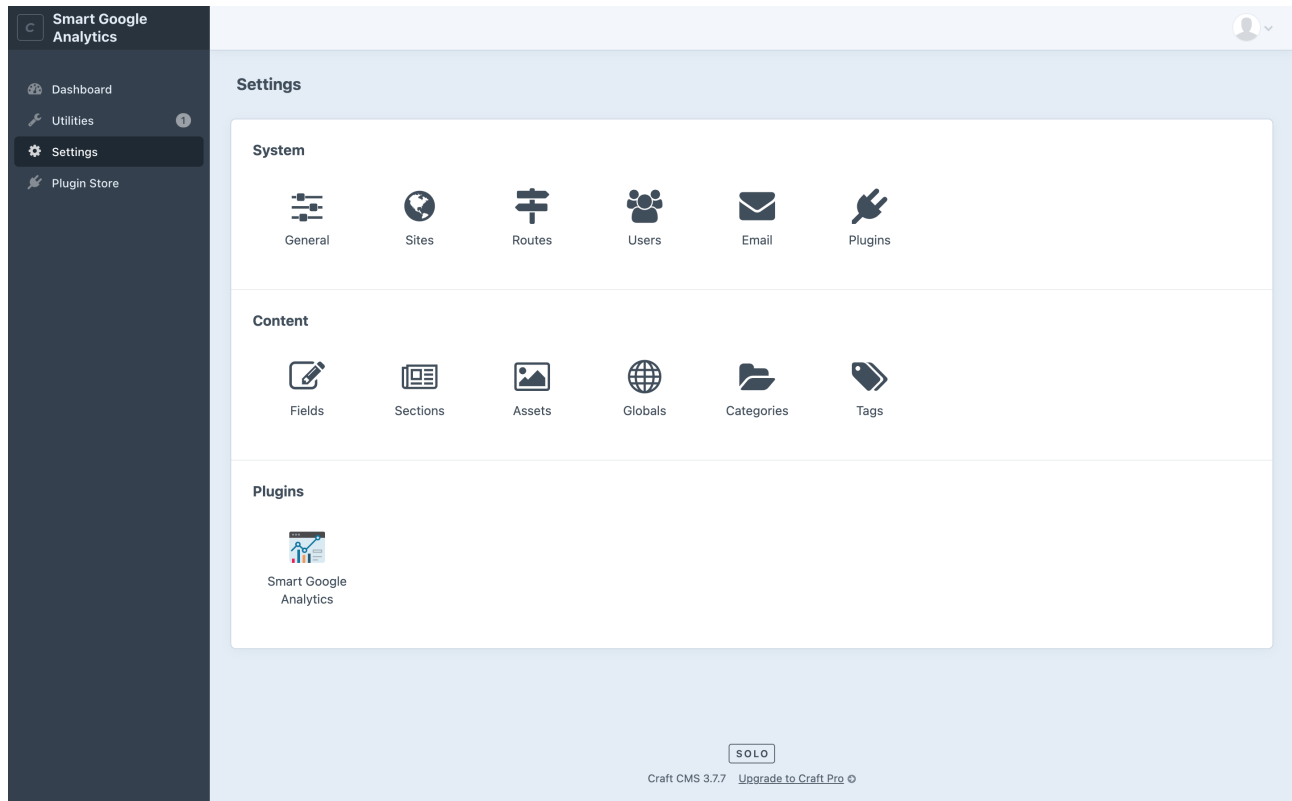 C
Smart Google
Analytics
Dashboard
Utilities 1
Settings
Plugin Store
Settings
System
General Sites Routes Users Email Plugins
Content
Fields Sections Assets Globals Categories Tags
Plugins
Smart Google
Analytics
SOLO
Craft CMS 3.7.7 Upgrade to Craft Pro